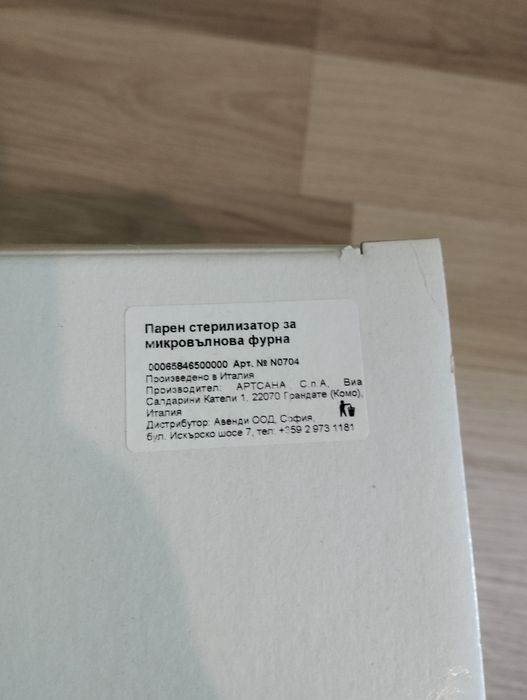 Парен стерилизатор за
микровълнова фурна
00065846500000 Арт. № N0704
Произведено в Италия
Производител: АРТСАНА С.п.А, Виа
Салдарини Катели 1, 22070 Грандате (Комо),
Италия
Дистрибутор: Авенди ООД, София,
бул. Искърско шосе 7, тел: +359 2 973 1181